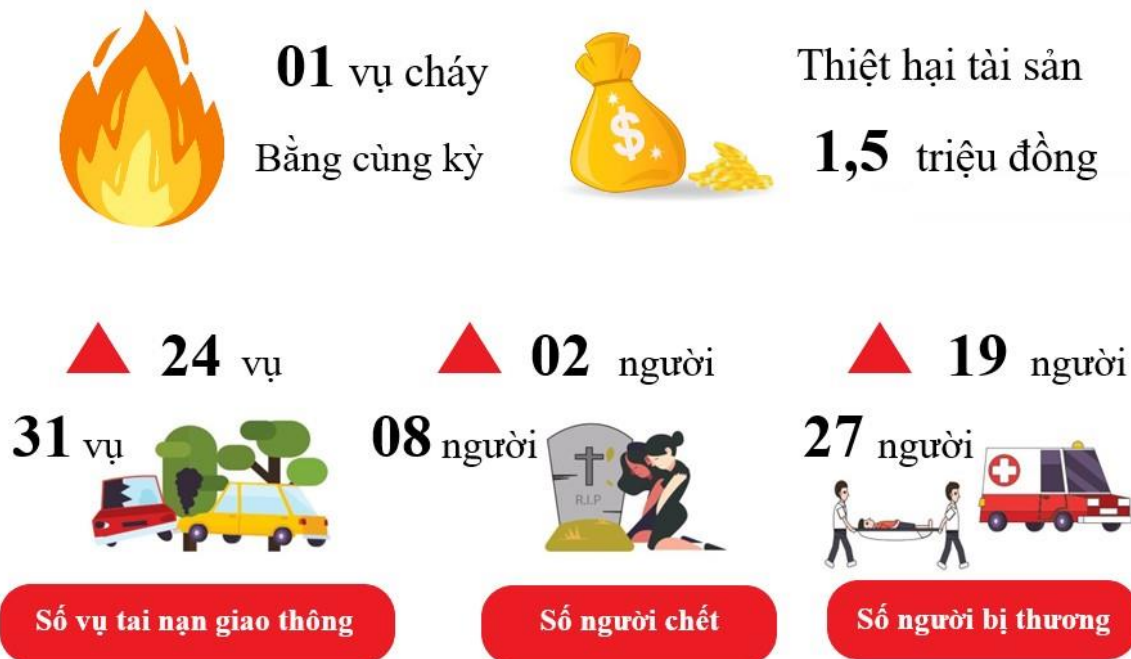 01 vụ cháy
Bằng cùng kỳ
$
Thiệt hại tài sản
1,5 triệu đồng
24 vụ
02 người
19 người
31 vụ
08 người
27 người
R.I.P
Số vụ tai nạn giao thông
Số người chết
Số người bị thương